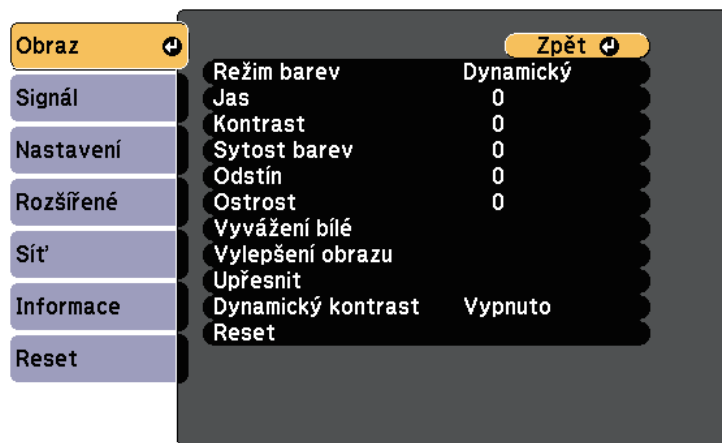 Obraz
Signál
Nastavení
Rozšířené
Síť
Informace
Reset
Zpět
Režim barev Dynamický
Jas 0
Kontrast 0
Sytost barev 0
Odstín 0
Ostrost 0
Vyvážení bílé
Vylepšení obrazu
Upřesnit
Dynamický kontrast Vypnuto
Reset